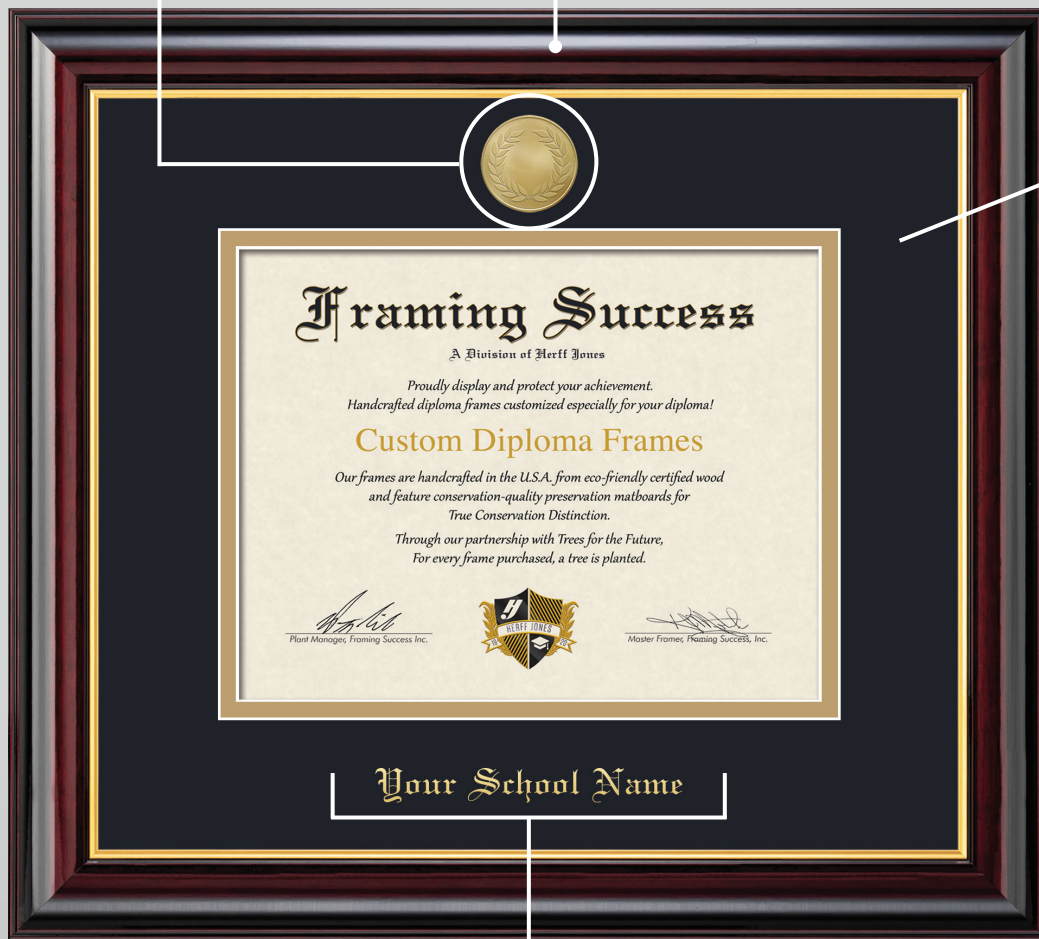 Framing Success
A Division of Herff Jones
Proudly display and protect your achievement.
Handcrafted diploma frames customized especially for your diploma!
Custom Diploma Frames
Our frames are handcrafted in the U.S.A. from eco-friendly certified wood
and feature conservation-quality preservation matboards for
True Conservation Distinction.
Through our partnership with Trees for the Future,
For every frame purchased, a tree is planted.
HERFF JONES
19 20
Plant Manager, Framing Success Inc.
Master Framer, Framing Success, Inc.
Your School Name